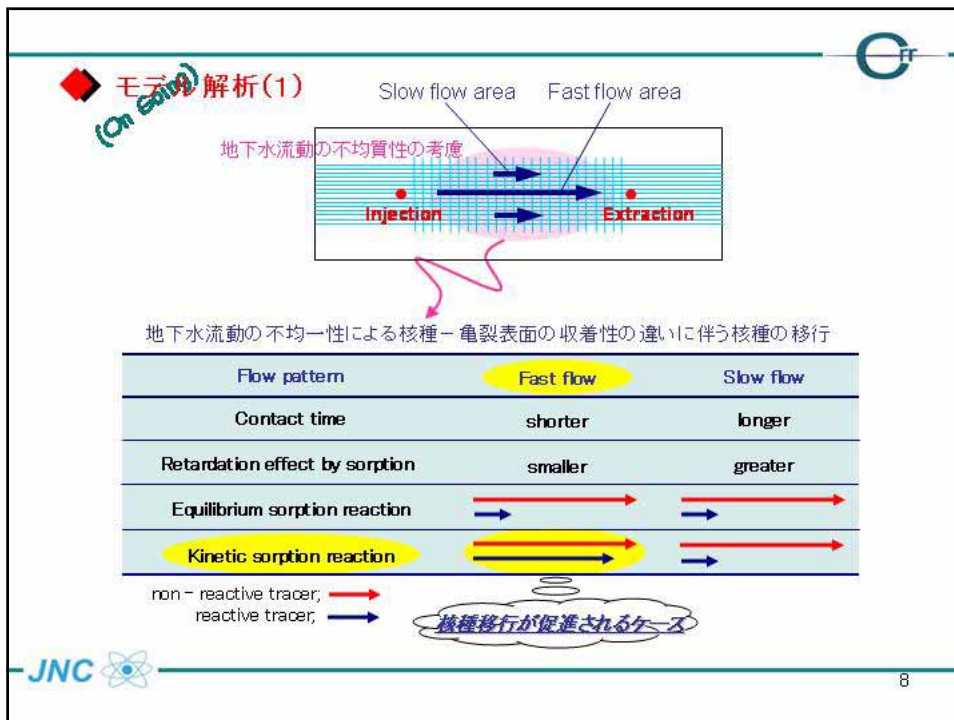 Crr
モデル解析(1)
(On Going)
Slow flow area Fast flow area
地下水流動の不均質性の考慮
Injection Extraction
地下水流動の不均一性による核種－亀裂表面の収着性の違いに伴う核種の移行
Flow pattern Fast flow Slow flow
Contact time shorter longer
Retardation effect by sorption smaller greater
Equilibrium sorption reaction
Kinetic sorption reaction
non－reactive tracer;
reactive tracer;
核種移行が促進されるケース
JNC
8